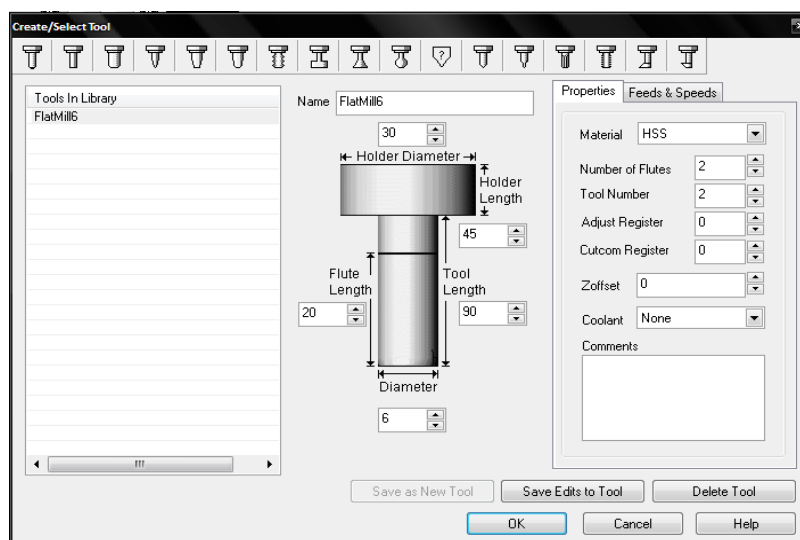 Create/Select Tool
?
Tools In Library
FlatMill6
Name FlatMill6
30
Holder Diameter
Holder
Length
45
Flute
Length
20
Tool
Length
90
Diameter
6
Properties Feeds & Speeds
Material HSS
Number of Flutes 2
Tool Number 2
Adjust Register 0
Cutcom Register 0
Zoffset 0
Coolant None
Comments
Save as New Tool Save Edits to Tool Delete Tool
OK Cancel Help